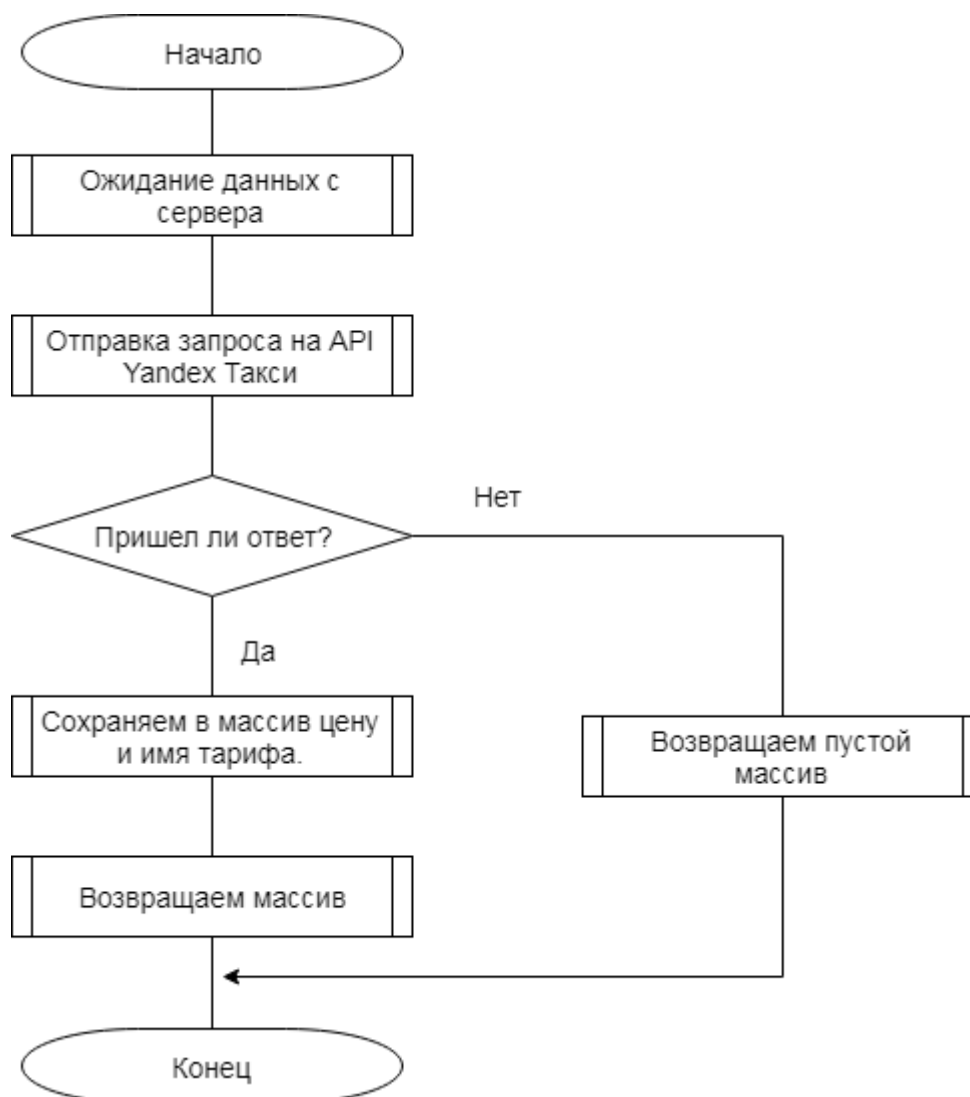 Начало
Ожидание данных с
сервера
Отправка запроса на API
Yandex Такси
Пришел ли ответ?
Нет
Да
Сохраняем в массив цену
и имя тарифа.
Возвращаем пустой
массив
Возвращаем массив
Конец